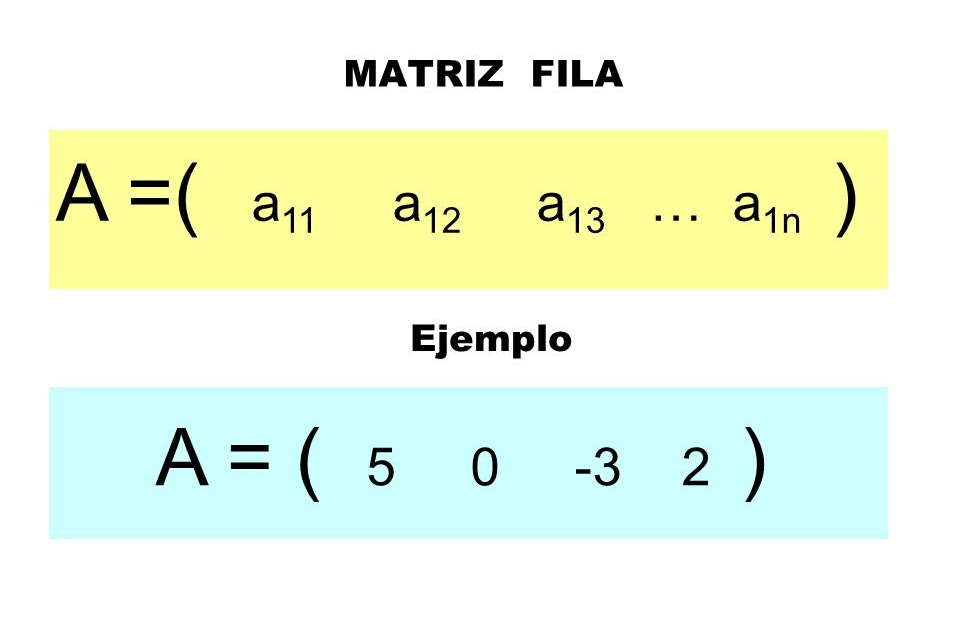 MATRIZ FILA
A =( a₁₁ a₁₂ a₁₃ … a₁ₙ )
Ejemplo
A = ( 5 0 -3 2 )